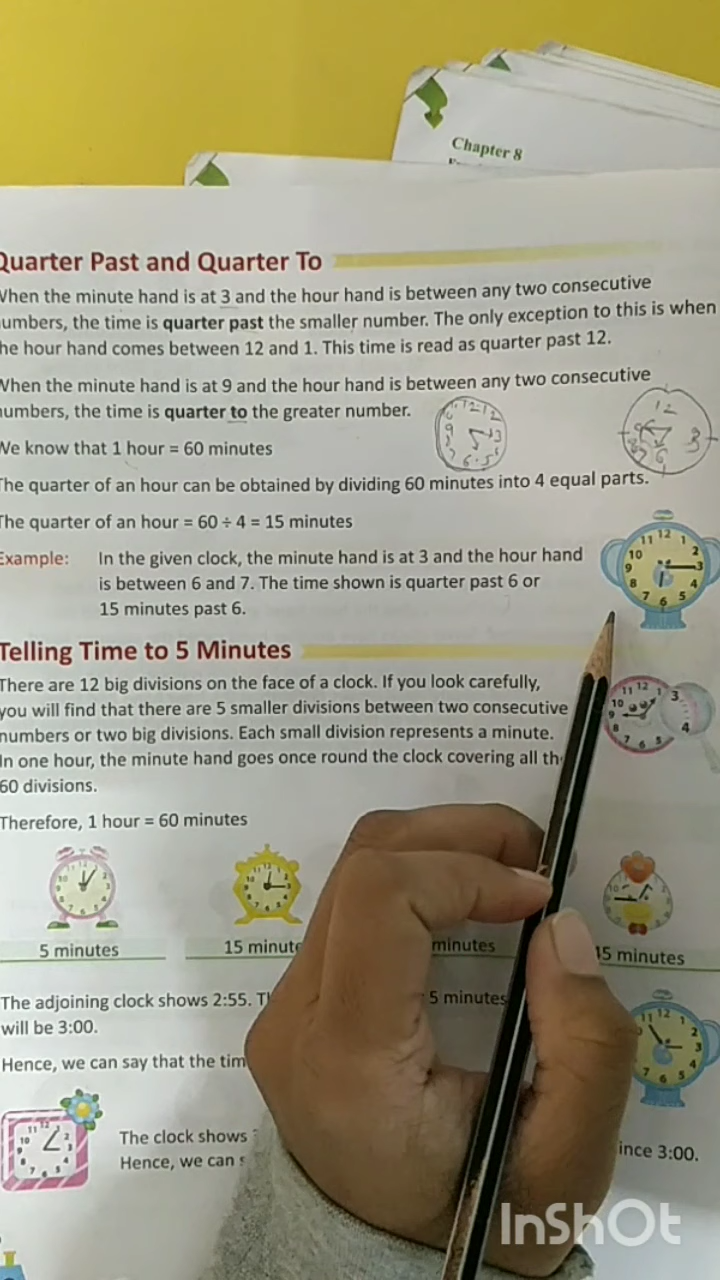 Chapter 8
Quarter Past and Quarter To
When the minute hand is at 3 and the hour hand is between any two consecutive
numbers, the time is quarter past the smaller number. The only exception to this is when
the hour hand comes between 12 and 1. This time is read as quarter past 12.
When the minute hand is at 9 and the hour hand is between any two consecutive
numbers, the time is quarter to the greater number.
We know that 1 hour = 60 minutes
The quarter of an hour can be obtained by dividing 60 minutes into 4 equal parts.
The quarter of an hour = 60 ÷ 4 = 15 minutes
Example: In the given clock, the minute hand is at 3 and the hour hand
is between 6 and 7. The time shown is quarter past 6 or
15 minutes past 6.
Telling Time to 5 Minutes
There are 12 big divisions on the face of a clock. If you look carefully,
you will find that there are 5 smaller divisions between two consecutive
numbers or two big divisions. Each small division represents a minute.
In one hour, the minute hand goes once round the clock covering all
60 divisions.
Therefore, 1 hour = 60 minutes
5 minutes 15 minute minutes 45 minutes
The adjoining clock shows 2:55. 5 minutes
will be 3:00.
Hence, we can say that the tim
The clock shows
Hence, we can ince 3:00.
InShOt